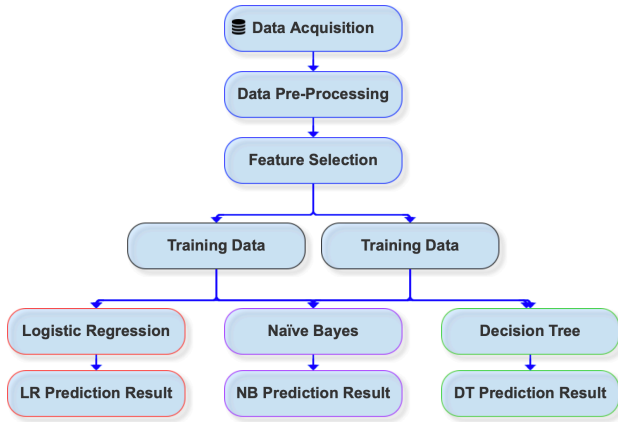 Data Acquisition
Data Pre-Processing
Feature Selection
Training Data
Training Data
Logistic Regression
Naïve Bayes
Decision Tree
LR Prediction Result
NB Prediction Result
DT Prediction Result